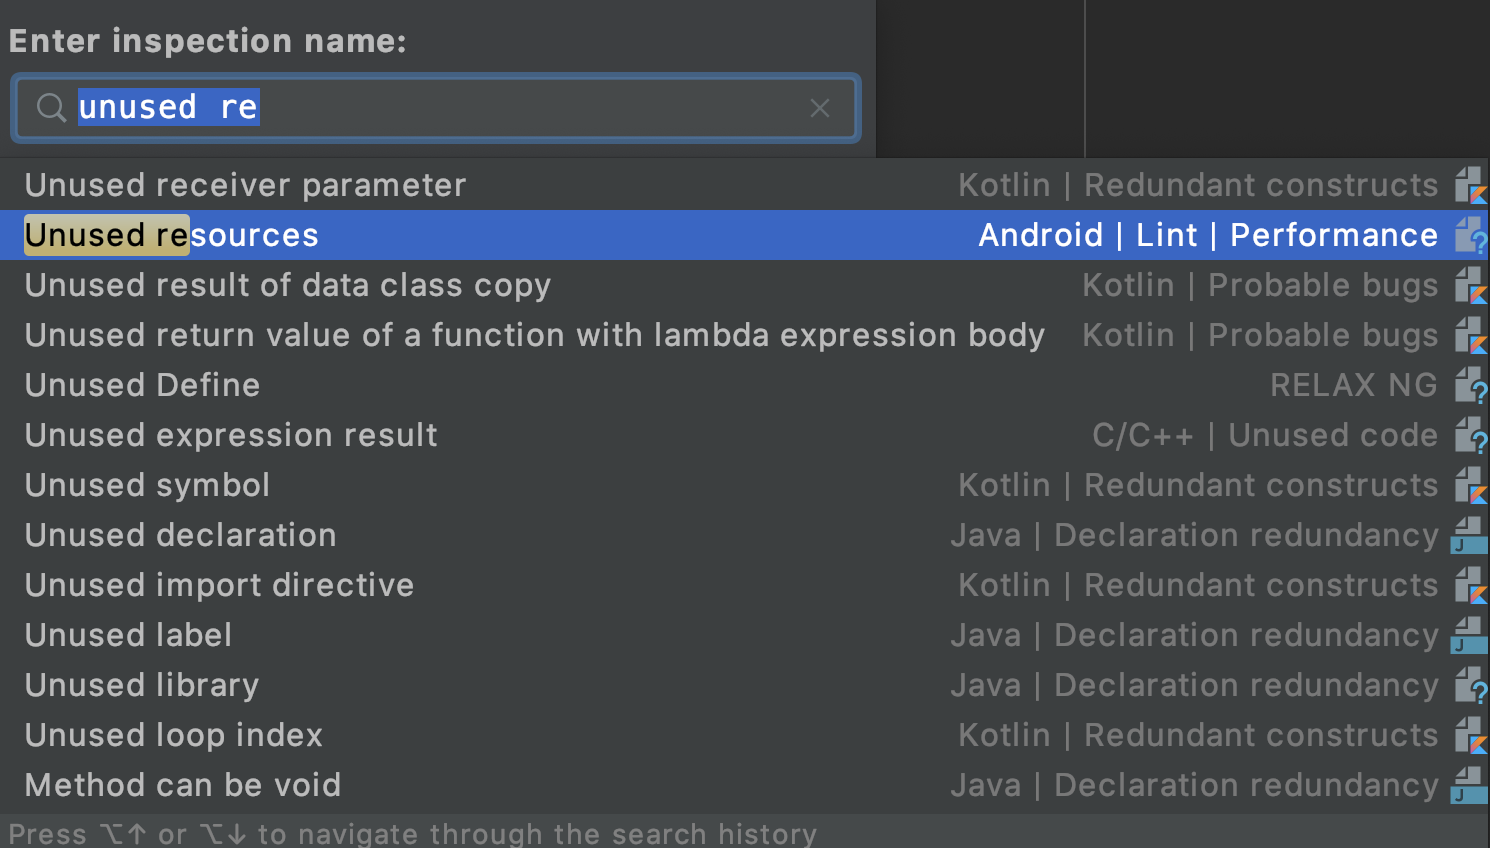 Enter inspection name:
unused re
Unused receiver parameter Kotlin | Redundant constructs
Unused resources Android | Lint | Performance
Unused result of data class copy Kotlin | Probable bugs
Unused return value of a function with lambda expression body Kotlin | Probable bugs
Unused Define RELAX NG
Unused expression result C/C++ | Unused code
Unused symbol Kotlin | Redundant constructs
Unused declaration Java | Declaration redundancy
Unused import directive Kotlin | Redundant constructs
Unused label Java | Declaration redundancy
Unused library Java | Declaration redundancy
Unused loop index Kotlin | Redundant constructs
Method can be void Java | Declaration redundancy
Press ⌥↑ or ⌥↓ to navigate through the search history